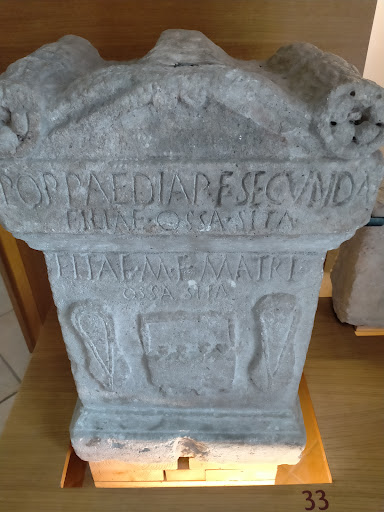 POPPAEDIA P·F SECVNDA
FILIAE·OSSA·SITA
TITIAE·M·F·MATRI
OSSA SITA
33